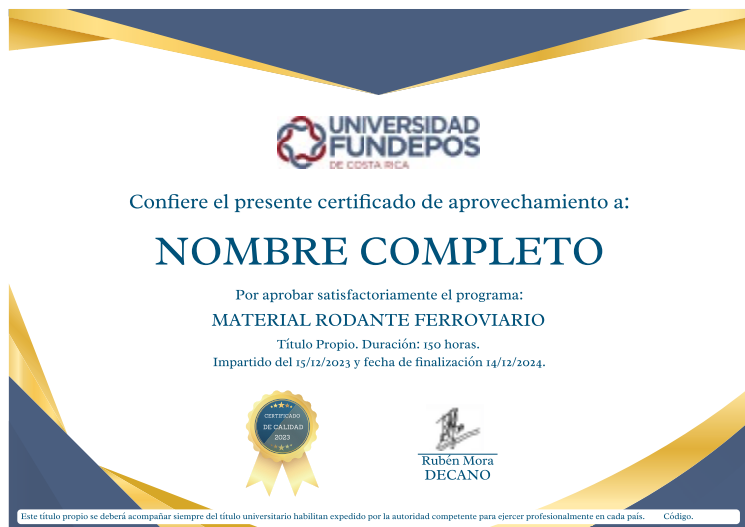 UNIVERSIDAD
FUNDEPOS
DE COSTA RICA
Confiere el presente certificado de aprovechamiento a:
NOMBRE COMPLETO
Por aprobar satisfactoriamente el programa:
MATERIAL RODANTE FERROVIARIO
Título Propio. Duración: 150 horas.
Impartido del 15/12/2023 y fecha de finalización 14/12/2024.
CERTIFICADO
DE CALIDAD
2023
Rubén Mora
DECANO
Este título propio se deberá acompañar siempre del título universitario habilitan expedido por la autoridad competente para ejercer profesionalmente en cada país. Código.